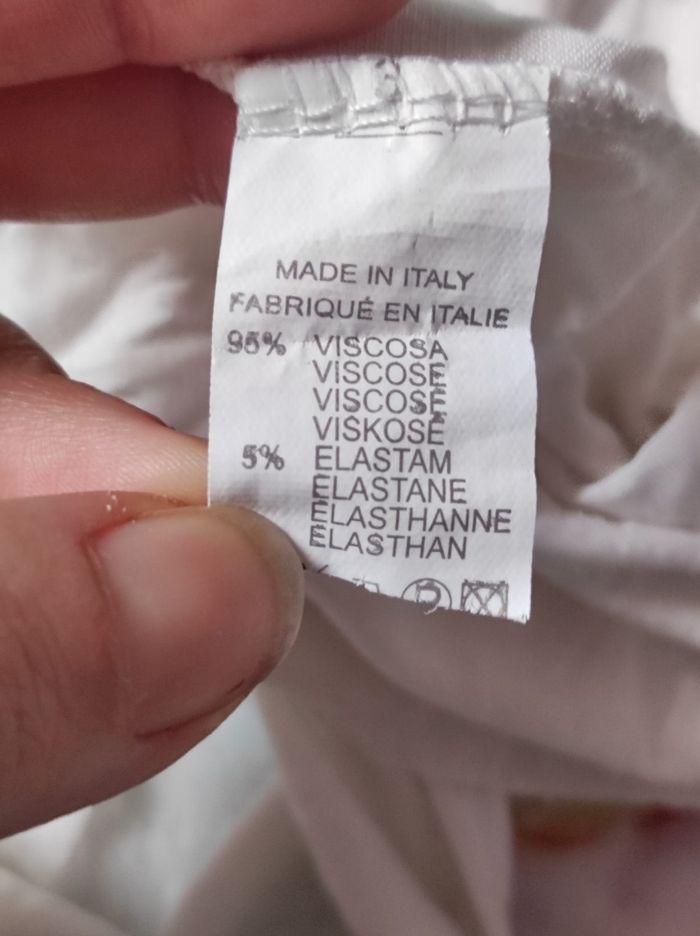 MADE IN ITALY
FABRIQUÉ EN ITALIE
95% VISCOSA
VISCOSE
VISCOSE
VISKOSE
5% ELASTAM
ELASTANE
ELASTHANNE
ELASTHAN
P